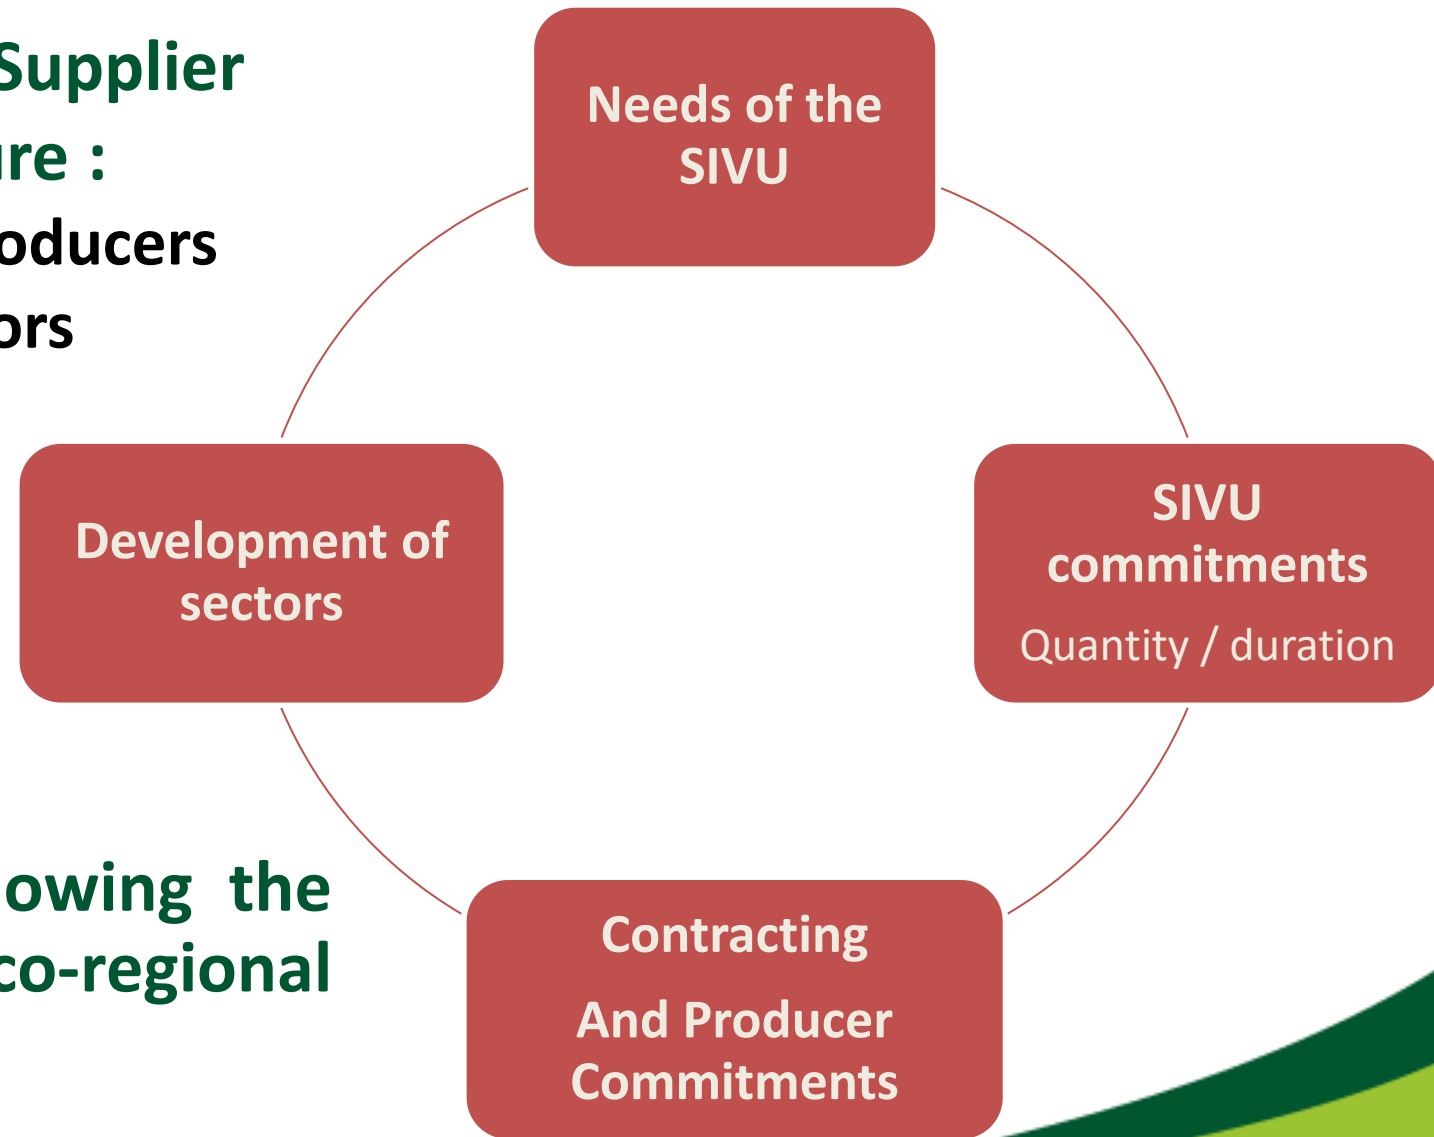 Supplier
ure :
oducers
ors
Needs of the
SIVU
Development of
sectors
SIVU
commitments
Quantity / duration
owing the
co-regional
Contracting
And Producer
Commitments